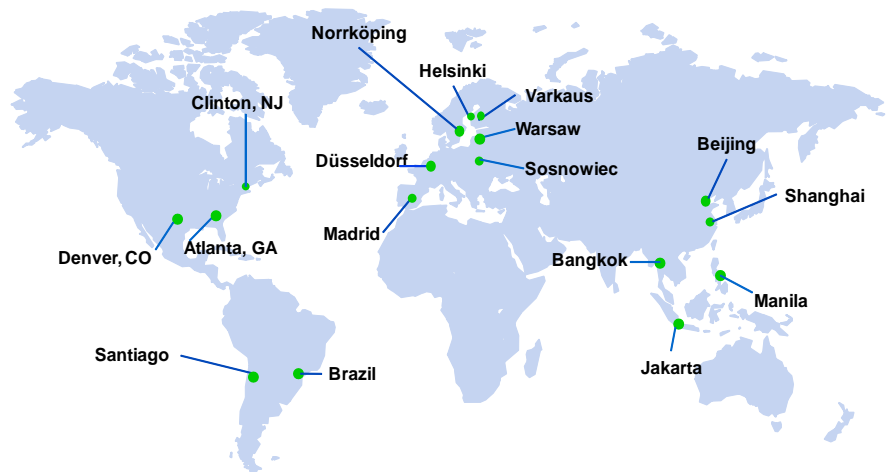 Norrköping
Helsinki
Clinton, NJ
Varkaus
Warsaw
Beijing
Düsseldorf
Sosnowiec
Shanghai
Madrid
Atlanta, GA
Denver, CO
Bangkok
Manila
Santiago
Brazil
Jakarta